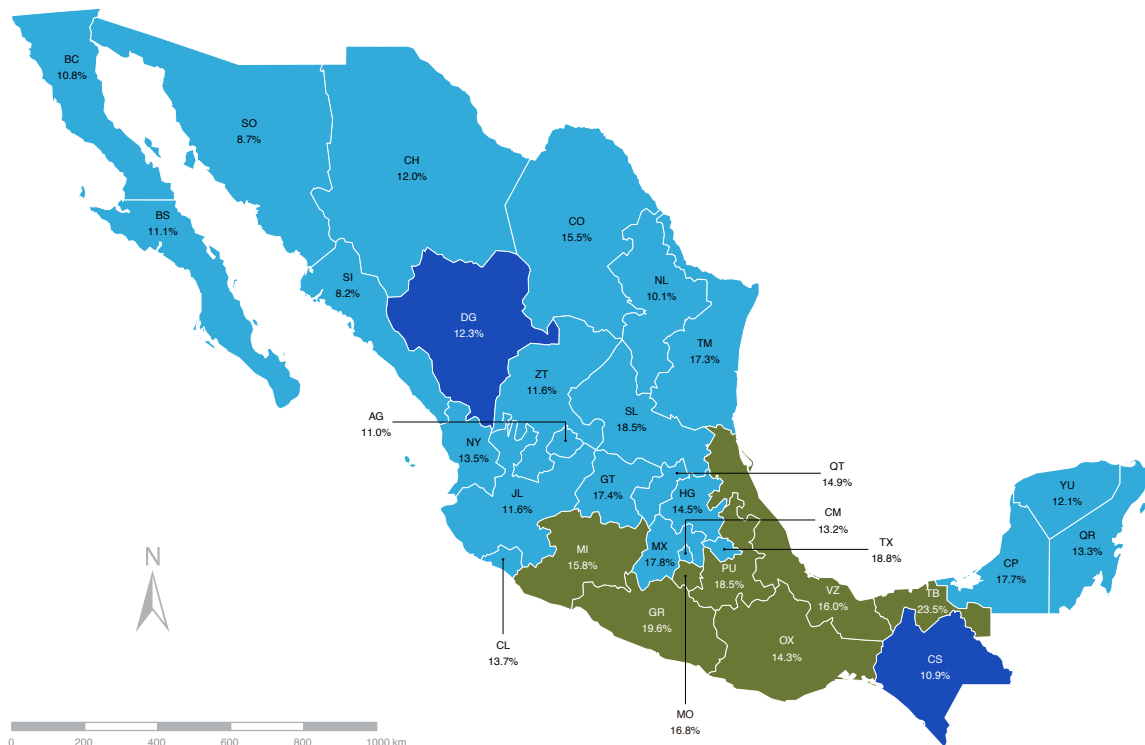 BC
10.8%
SO
8.7%
CH
12.0%
BS
11.1%
CO
15.5%
SI
8.2%
NL
10.1%
DG
12.3%
TM
17.3%
ZT
11.6%
AG
11.0%
SL
18.5%
NY
13.5%
QT
14.9%
GT
17.4%
JL
11.6%
HG
14.5%
YU
12.1%
CM
13.2%
QR
13.3%
TX
18.8%
MX
17.8%
MI
15.8%
PU
18.5%
CP
17.7%
VZ
16.0%
TB
23.5%
GR
19.6%
OX
14.3%
CL
13.7%
CS
10.9%
MO
16.8%
N
0 200 400 600 800 1000 km